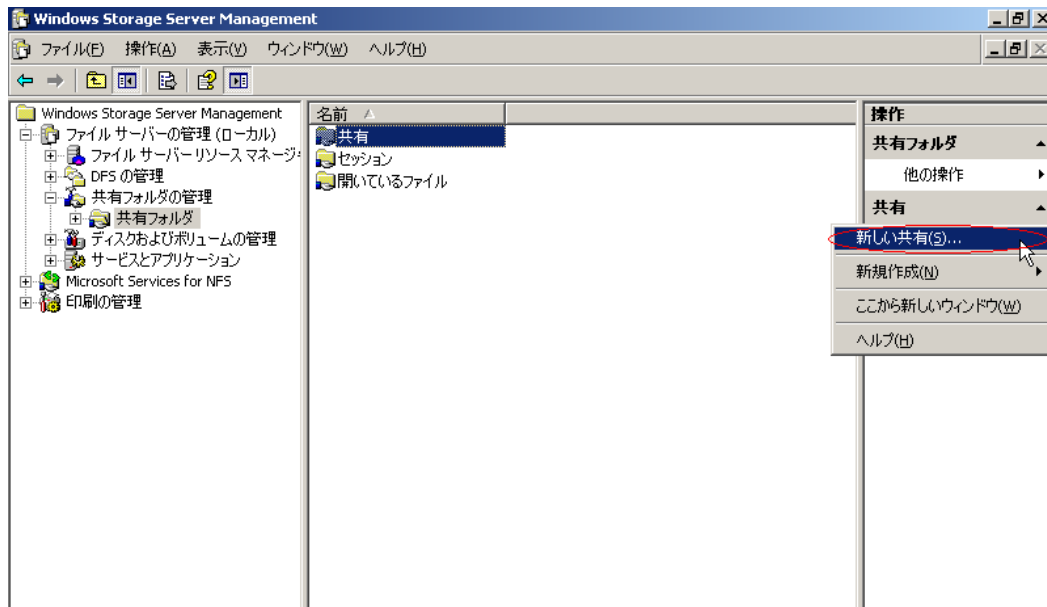 Windows Storage Server Management
ファイル(F) 操作(A) 表示(V) ウィンドウ(W) ヘルプ(H)
Windows Storage Server Management
ファイル サーバーの管理 (ローカル)
ファイル サーバー リソース マネージ
DFS の管理
共有フォルダの管理
共有フォルダ
ディスクおよびボリュームの管理
サービスとアプリケーション
Microsoft Services for NFS
印刷の管理
名前
共有
セッション
開いているファイル
操作
共有フォルダ
他の操作
共有
新しい共有(S)...
新規作成(N)
ここから新しいウィンドウ(W)
ヘルプ(H)